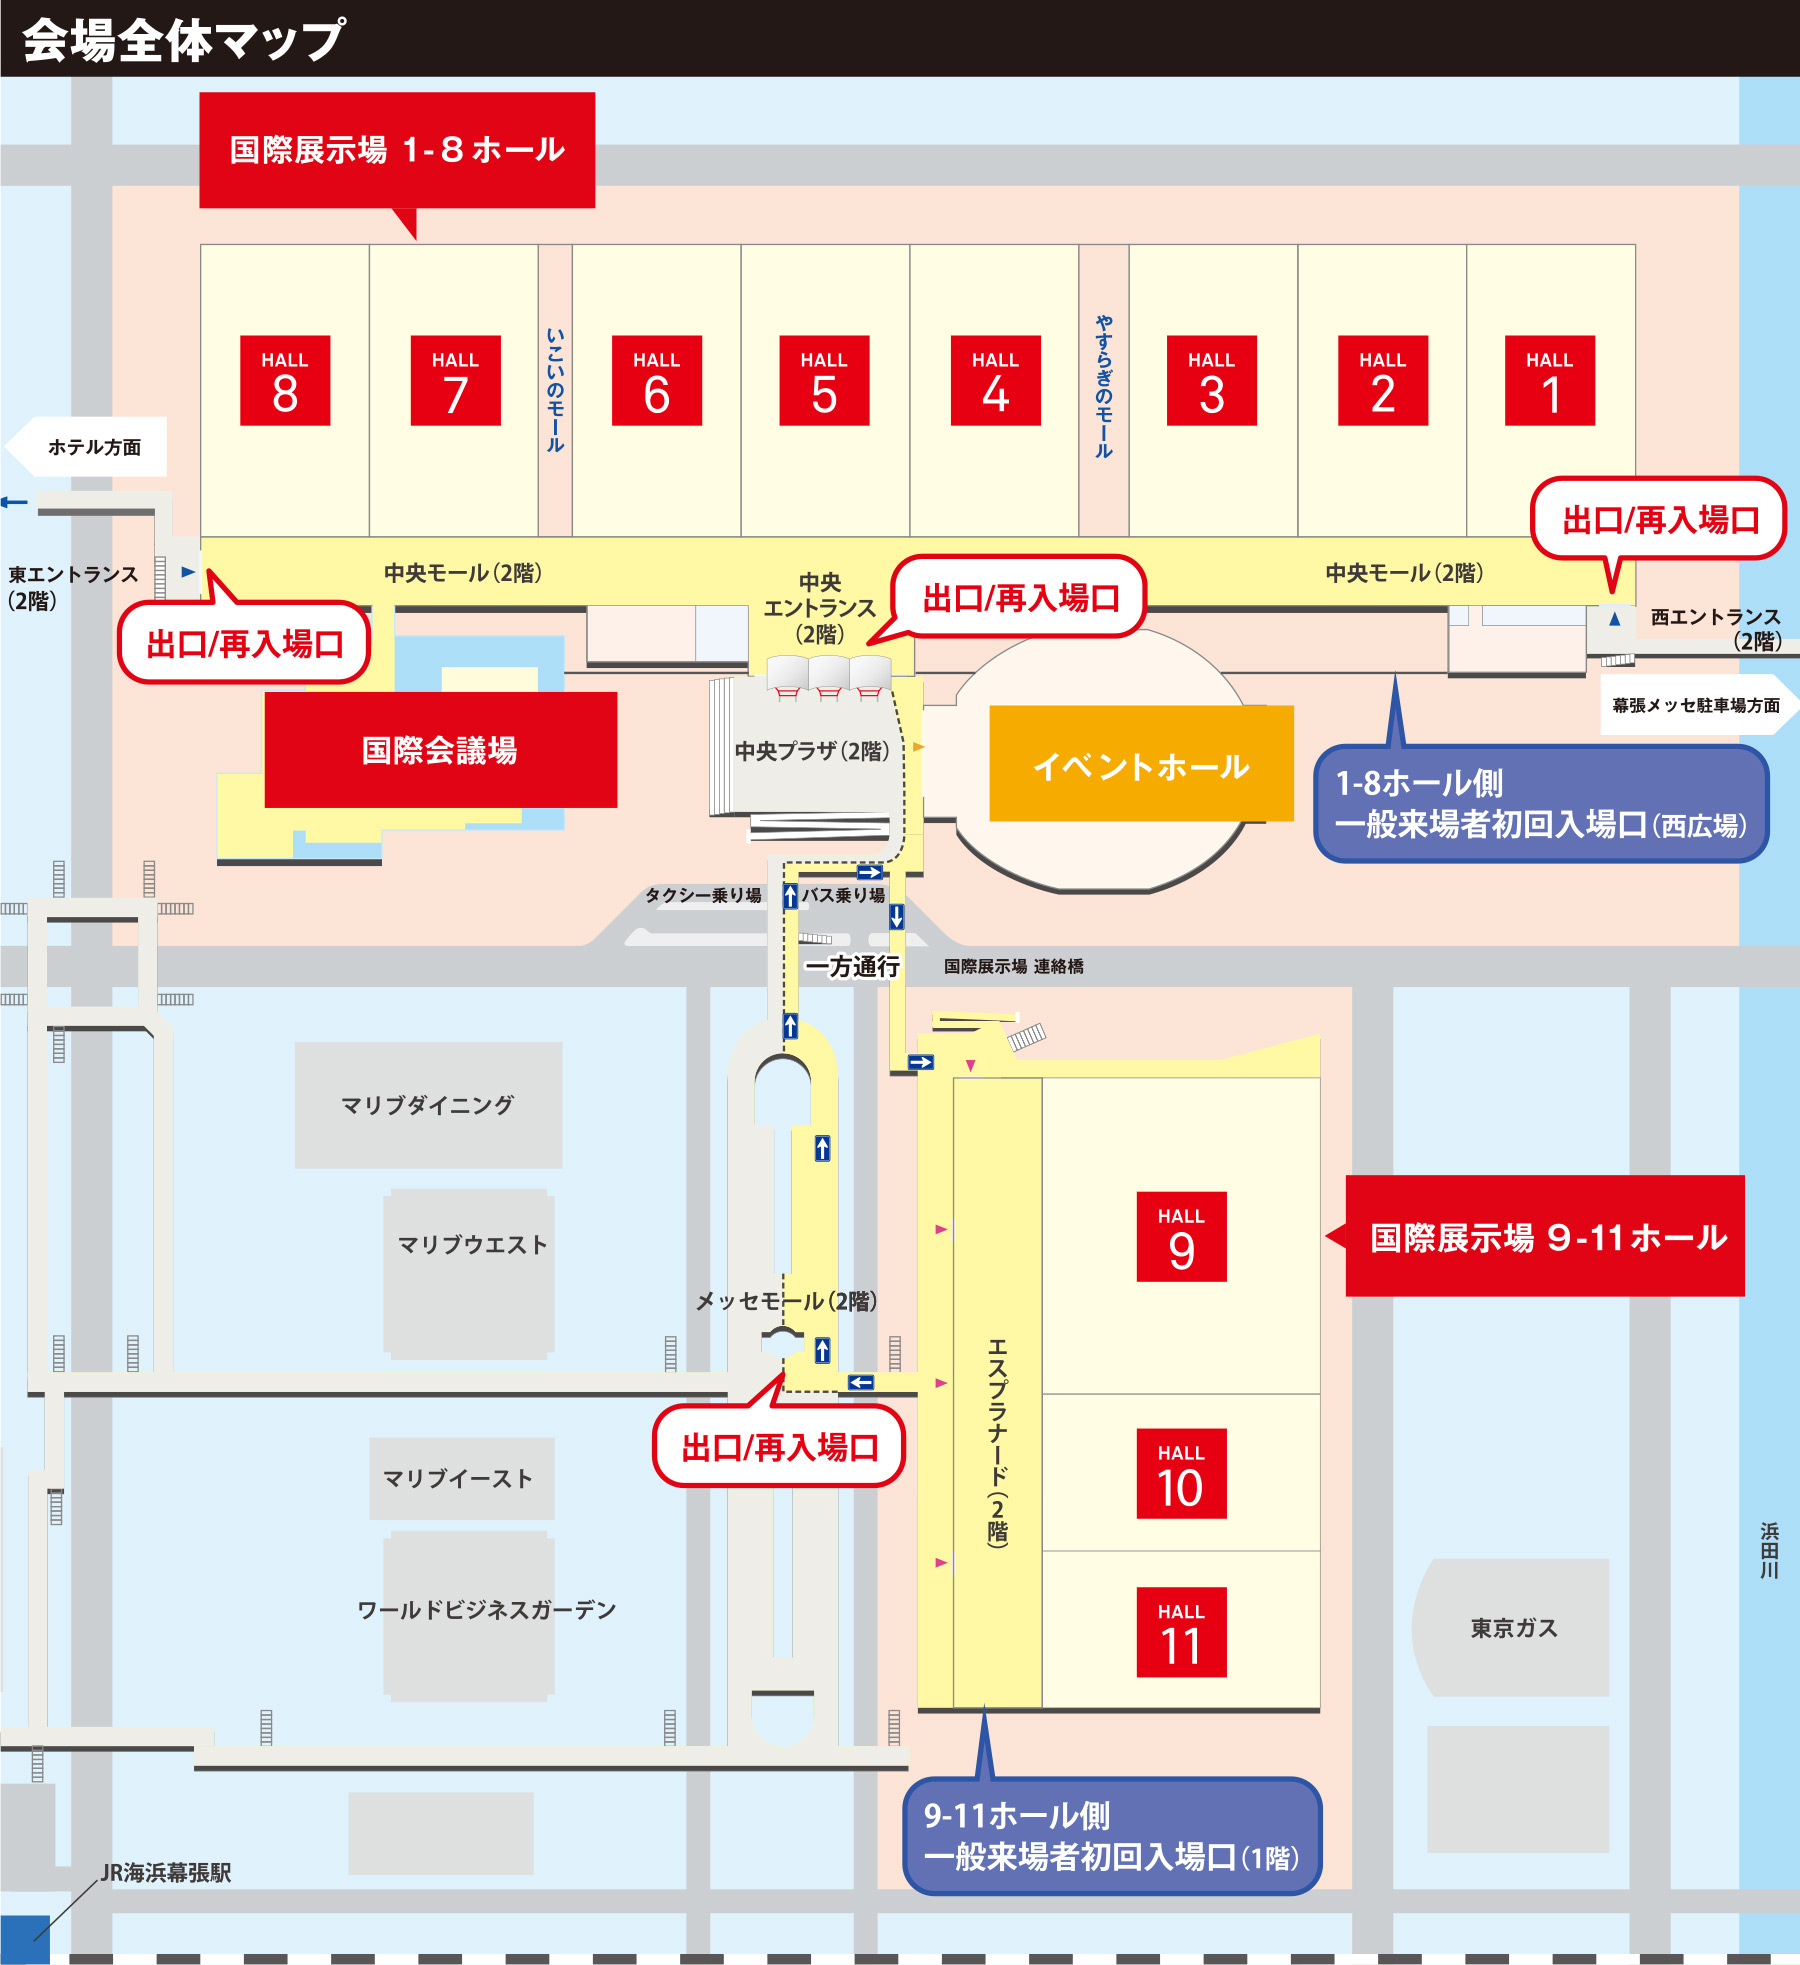 会場全体マップ
国際展示場 1-8 ホール
HALL
8
HALL
7
いこいのモール
HALL
6
HALL
5
HALL
4
やすらぎのモール
HALL
3
HALL
2
HALL
1
ホテル方面
出口/再入場口
東エントランス
(2階)
中央モール(2階)
中央
エントランス
(2階)
出口/再入場口
中央モール(2階)
出口/再入場口
西エントランス
(2階)
幕張メッセ駐車場方面
国際会議場
中央プラザ(2階)
イベントホール
1-8ホール側
一般来場者初回入場口(西広場)
タクシー乗り場
バス乗り場
一方通行
国際展示場 連絡橋
マリブダイニング
マリブウエスト
メッセモール(2階)
HALL
9
国際展示場 9-11ホール
エスプラナード(2階)
出口/再入場口
マリブイースト
HALL
10
浜田川
ワールドビジネスガーデン
HALL
11
東京ガス
9-11ホール側
一般来場者初回入場口(1階)
JR海浜幕張駅